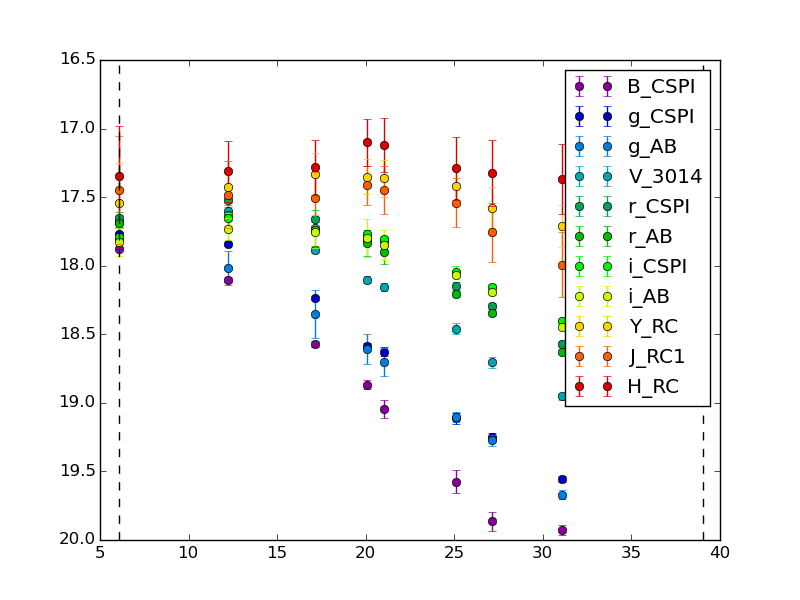 16.5
17.0
17.5
18.0
18.5
19.0
19.5
20.0
5
10
15
20
25
30
35
40
B_CSPI
g_CSPI
g_AB
V_3014
r_CSPI
r_AB
i_CSPI
i_AB
Y_RC
J_RC1
H_RC